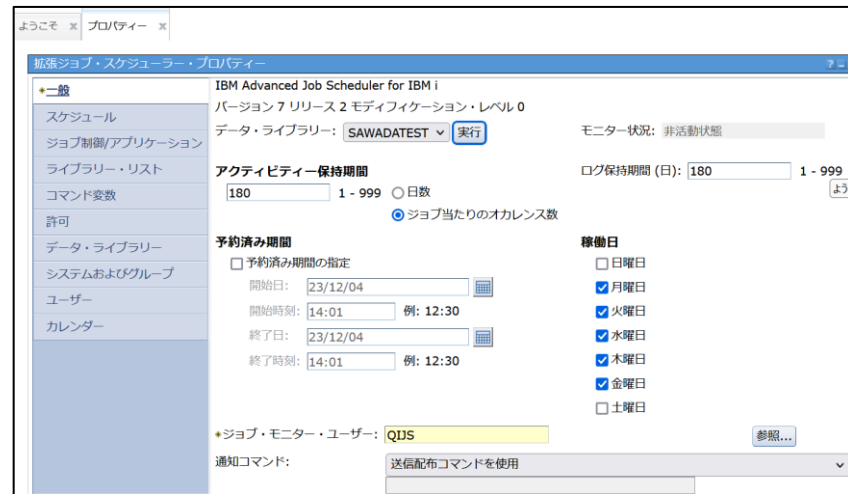 ようこそ
プロパティー
拡張ジョブ・スケジューラー・プロパティー
一般
スケジュール
ジョブ制御/アプリケーション
ライブラリー・リスト
コマンド変数
許可
データ・ライブラリー
システムおよびグループ
ユーザー
カレンダー
IBM Advanced Job Scheduler for IBM i
バージョン 7 リリース 2 モディフィケーション・レベル 0
データ・ライブラリー: SAWADATEST 実行
モニター状況: 非活動状態
アクティビティー保持期間
180 1 - 999 日数
ジョブ当たりのオカレンス数
ログ保持期間 (日): 180 1 - 999
よう
予約済み期間
予約済み期間の指定
開始日: 23/12/04
開始時刻: 14:01 例: 12:30
終了日: 23/12/04
終了時刻: 14:01 例: 12:30
稼働日
日曜日
月曜日
火曜日
水曜日
木曜日
金曜日
土曜日
*ジョブ・モニター・ユーザー: QIJS 参照...
通知コマンド: 送信配布コマンドを使用